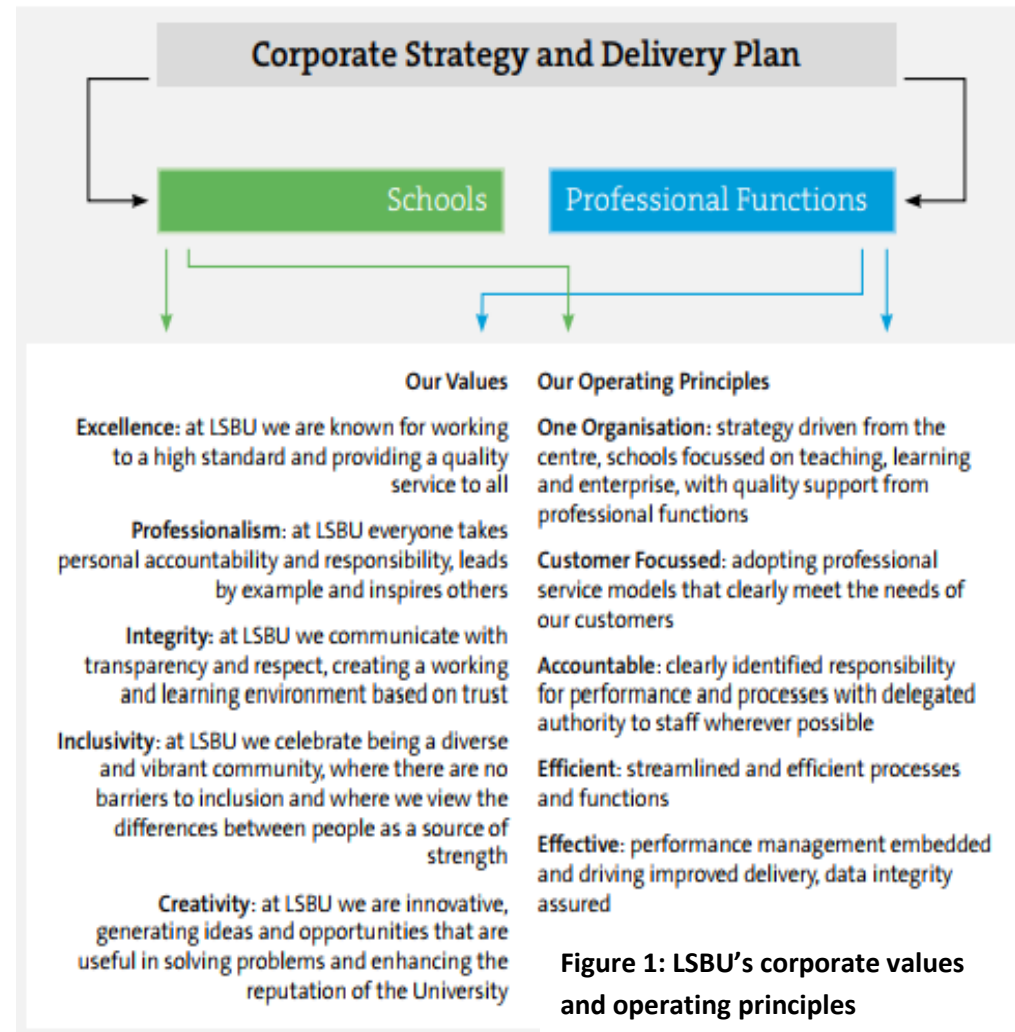 Corporate Strategy and Delivery Plan
Schools
Professional Functions
Our Values
Excellence: at LSBU we are known for working
to a high standard and providing a quality
service to all
Professionalism: at LSBU everyone takes
personal accountability and responsibility, leads
by example and inspires others
Integrity: at LSBU we communicate with
transparency and respect, creating a working
and learning environment based on trust
Inclusivity: at LSBU we celebrate being a diverse
and vibrant community, where there are no
barriers to inclusion and where we view the
differences between people as a source of
strength
Creativity: at LSBU we are innovative,
generating ideas and opportunities that are
useful in solving problems and enhancing the
reputation of the University
Our Operating Principles
One Organisation: strategy driven from the
centre, schools focussed on teaching, learning
and enterprise, with quality support from
professional functions
Customer Focussed: adopting professional
service models that clearly meet the needs of
our customers
Accountable: clearly identified responsibility
for performance and processes with delegated
authority to staff wherever possible
Efficient: streamlined and efficient processes
and functions
Effective: performance management embedded
and driving improved delivery, data integrity
assured
Figure 1: LSBU’s corporate values
and operating principles